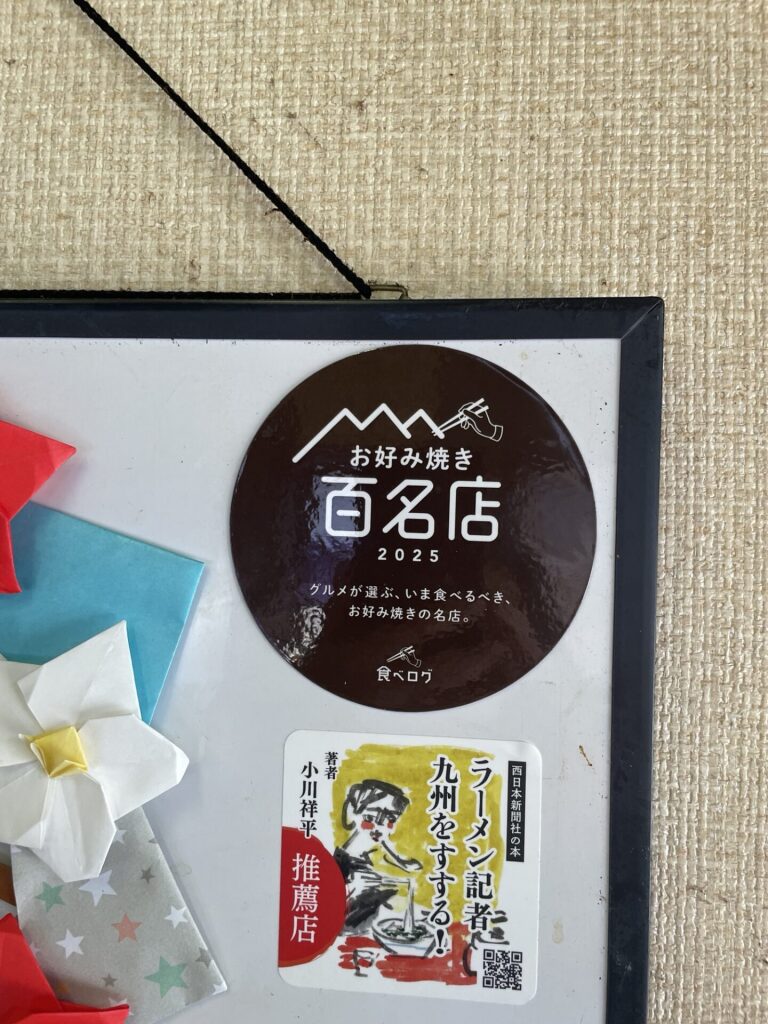 お好み焼き
百名店
2025
グルメが選ぶ、いま食べるべき、
お好み焼きの名店。
食べログ
西日本新聞社の本
ラーメン記者
九州をすする!
著者 小川祥平
推薦店